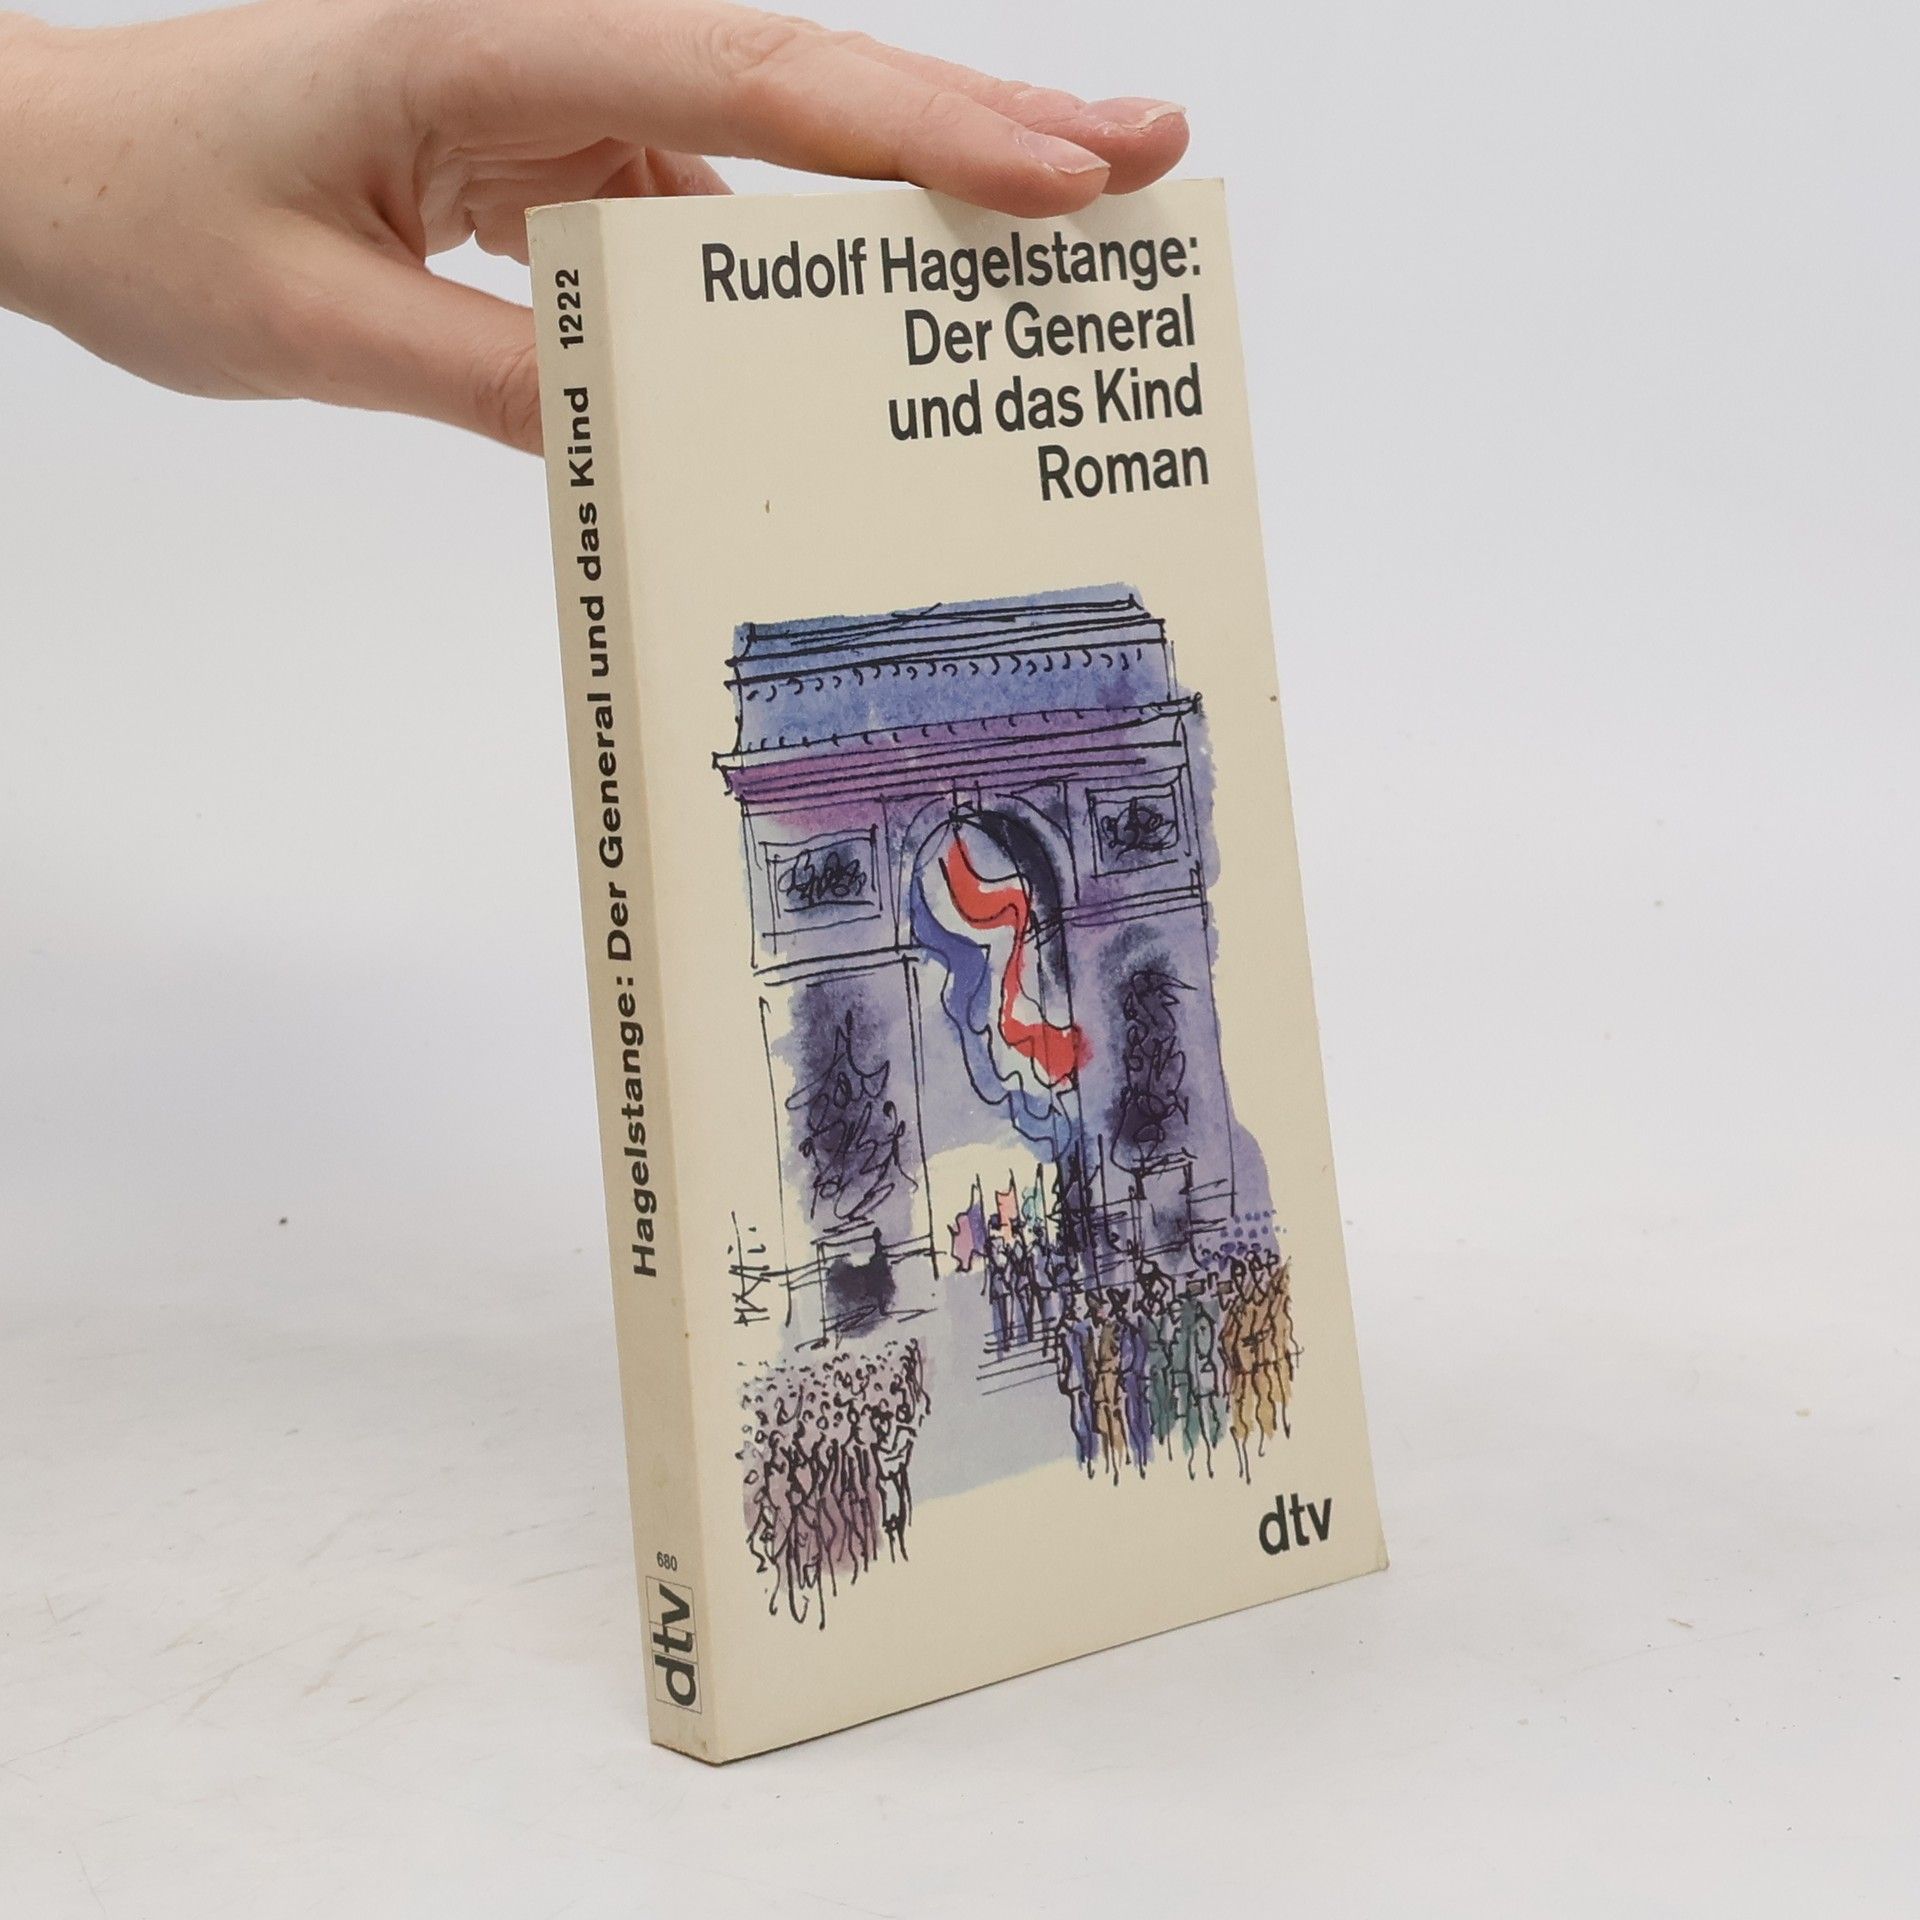 Rudolf Hagelstange:
Der General
und das Kind
Roman
dtv
Hagelstange: Der General und das Kind 1222
680
dtv